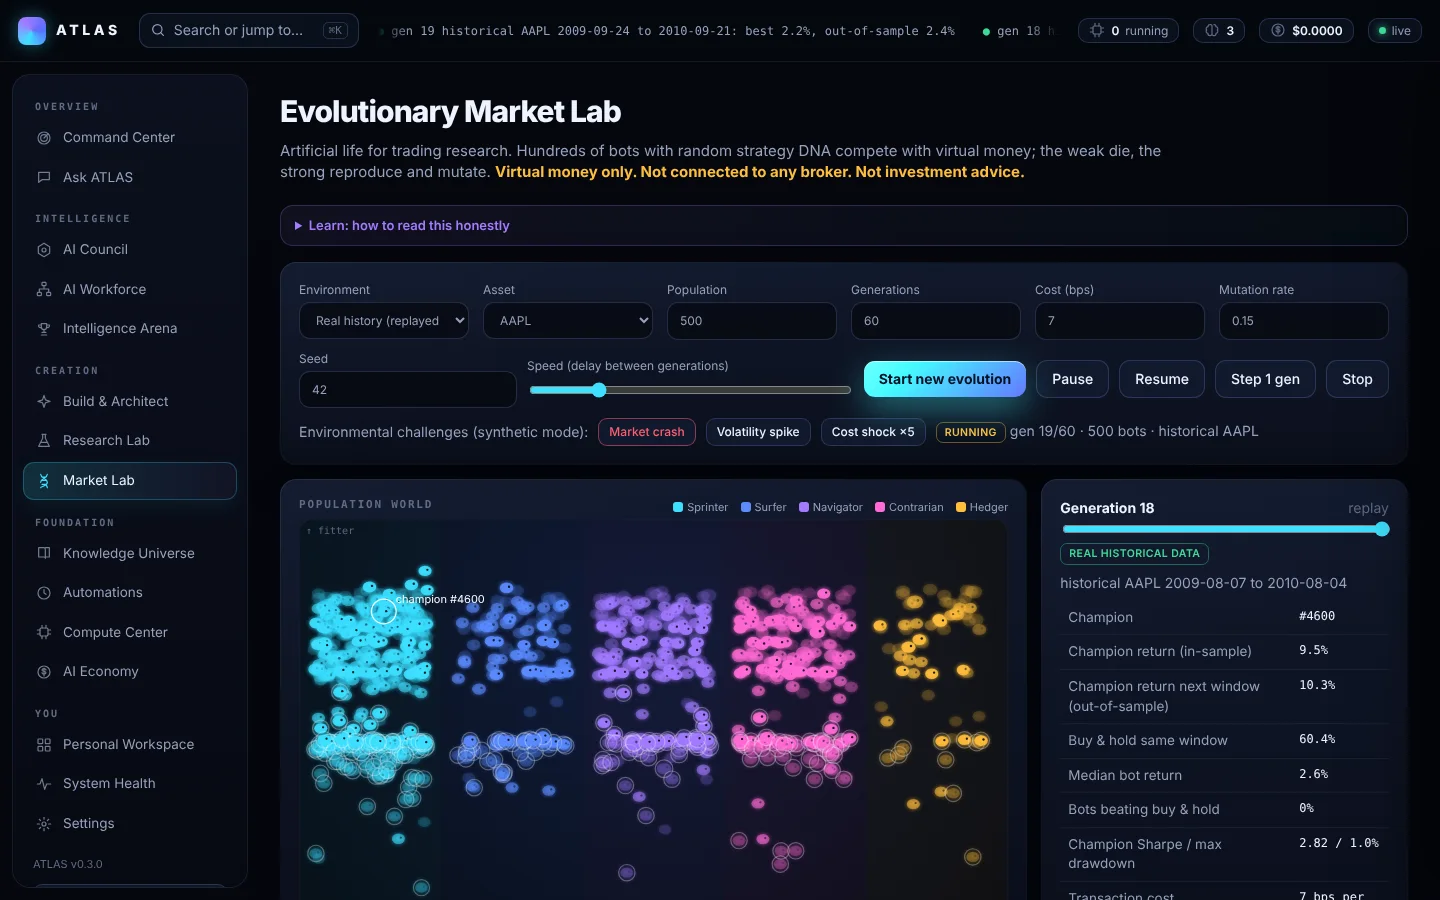 ATLAS
Search or jump to...
⌘K
gen 19 historical AAPL 2009-09-24 to 2010-09-21: best 2.2%, out-of-sample 2.4%
gen 18 h
0 running
3
$0.0000
live
OVERVIEW
Command Center
Ask ATLAS
INTELLIGENCE
AI Council
AI Workforce
Intelligence Arena
CREATION
Build & Architect
Research Lab
Market Lab
FOUNDATION
Knowledge Universe
Automations
Compute Center
AI Economy
YOU
Personal Workspace
System Health
Settings
ATLAS v0.3.0
Evolutionary Market Lab
Artificial life for trading research. Hundreds of bots with random strategy DNA compete with virtual money; the weak die, the
strong reproduce and mutate. Virtual money only. Not connected to any broker. Not investment advice.
Learn: how to read this honestly
Environment
Asset
Population
Generations
Cost (bps)
Mutation rate
Real history (replayed
AAPL
500
60
7
0.15
Seed
Speed (delay between generations)
42
Start new evolution
Pause
Resume
Step 1 gen
Stop
Environmental challenges (synthetic mode):
Market crash
Volatility spike
Cost shock ×5
RUNNING
gen 19/60 · 500 bots · historical AAPL
POPULATION WORLD
Sprinter
Surfer
Navigator
Contrarian
Hedger
↑ fitter
champion #4600
Generation 18
replay
REAL HISTORICAL DATA
historical AAPL 2009-08-07 to 2010-08-04
Champion #4600
Champion return (in-sample) 9.5%
Champion return next window 10.3%
(out-of-sample)
Buy & hold same window 60.4%
Median bot return 2.6%
Bots beating buy & hold 0%
Champion Sharpe / max 2.82 / 1.0%
drawdown
Transaction cost 7 bps per